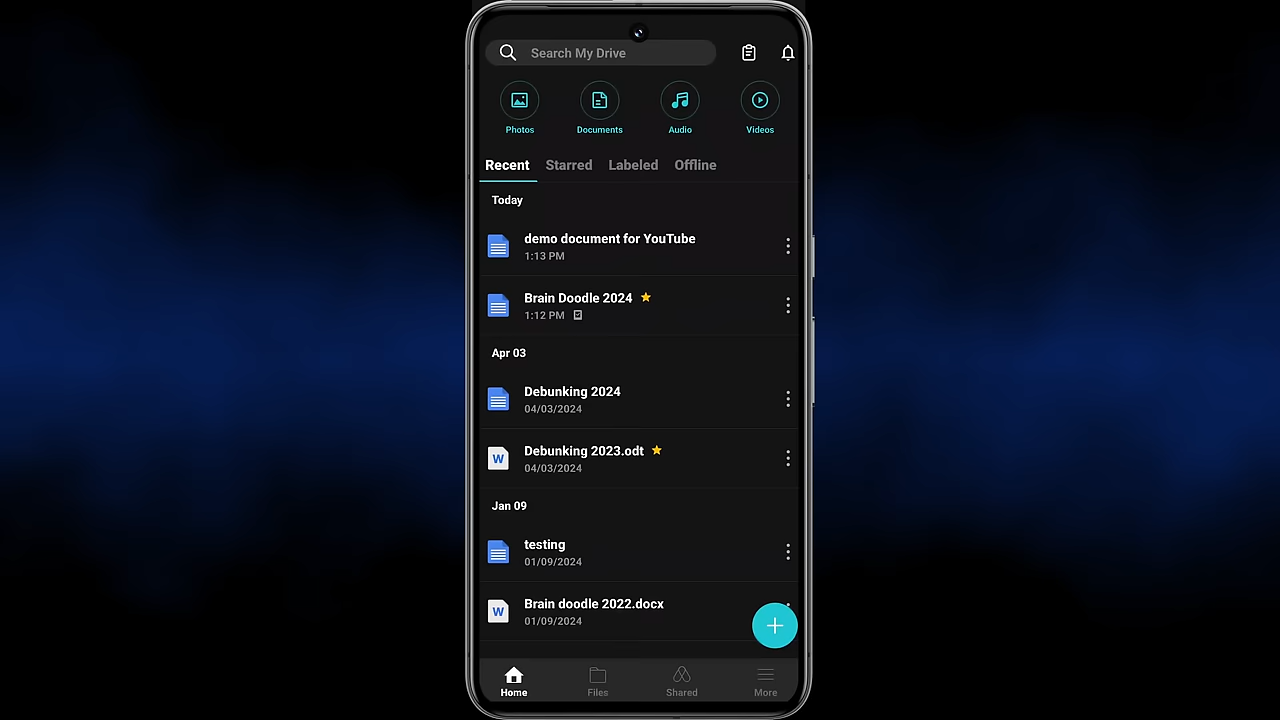 Search My Drive
Photos Documents Audio Videos
Recent Starred Labeled Offline
Today
demo document for YouTube
1:13 PM
Brain Doodle 2024
1:12 PM
Apr 03
Debunking 2024
04/03/2024
Debunking 2023.odt
W
04/03/2024
Jan 09
testing
01/09/2024
Brain doodle 2022.docx
W
01/09/2024
Home Files Shared More